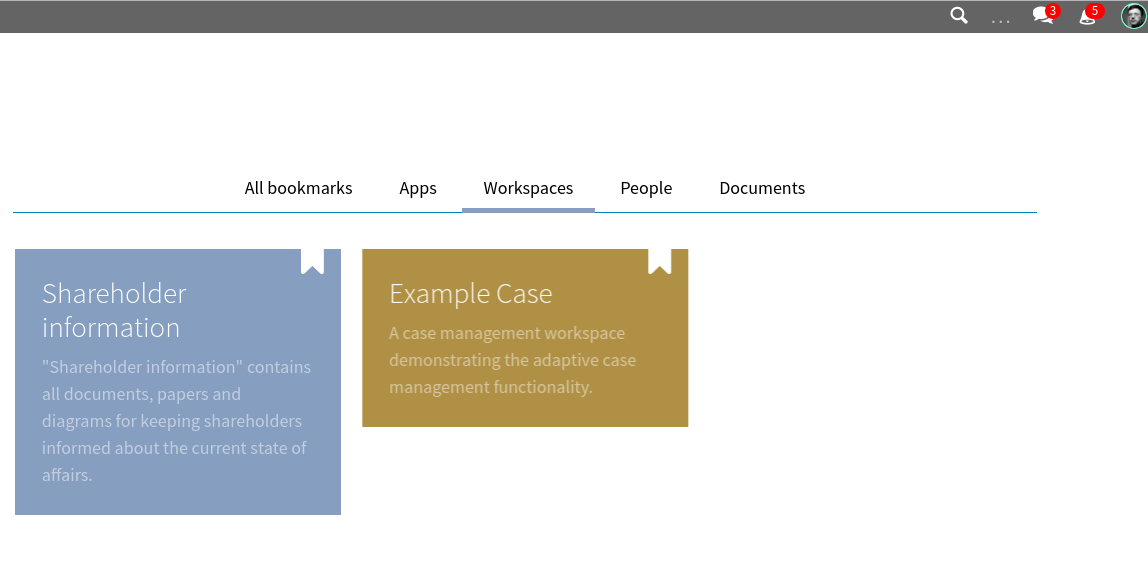 ... 3 5
All bookmarks Apps Workspaces People Documents
Shareholder
information
"Shareholder information" contains
all documents, papers and
diagrams for keeping shareholders
informed about the current state of
affairs.
Example Case
A case management workspace
demonstrating the adaptive case
management functionality.